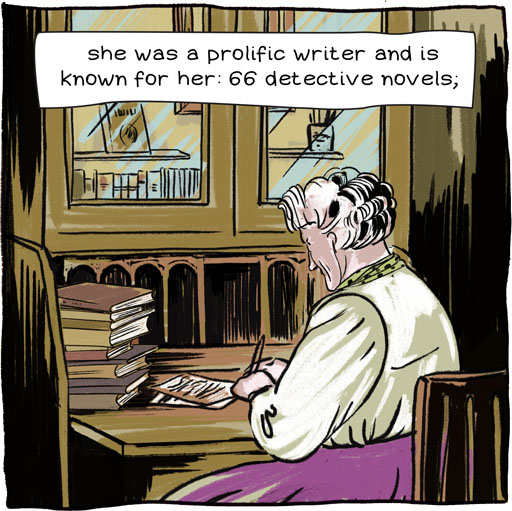 she was a prolific writer and is
known for her: 66 detective novels;